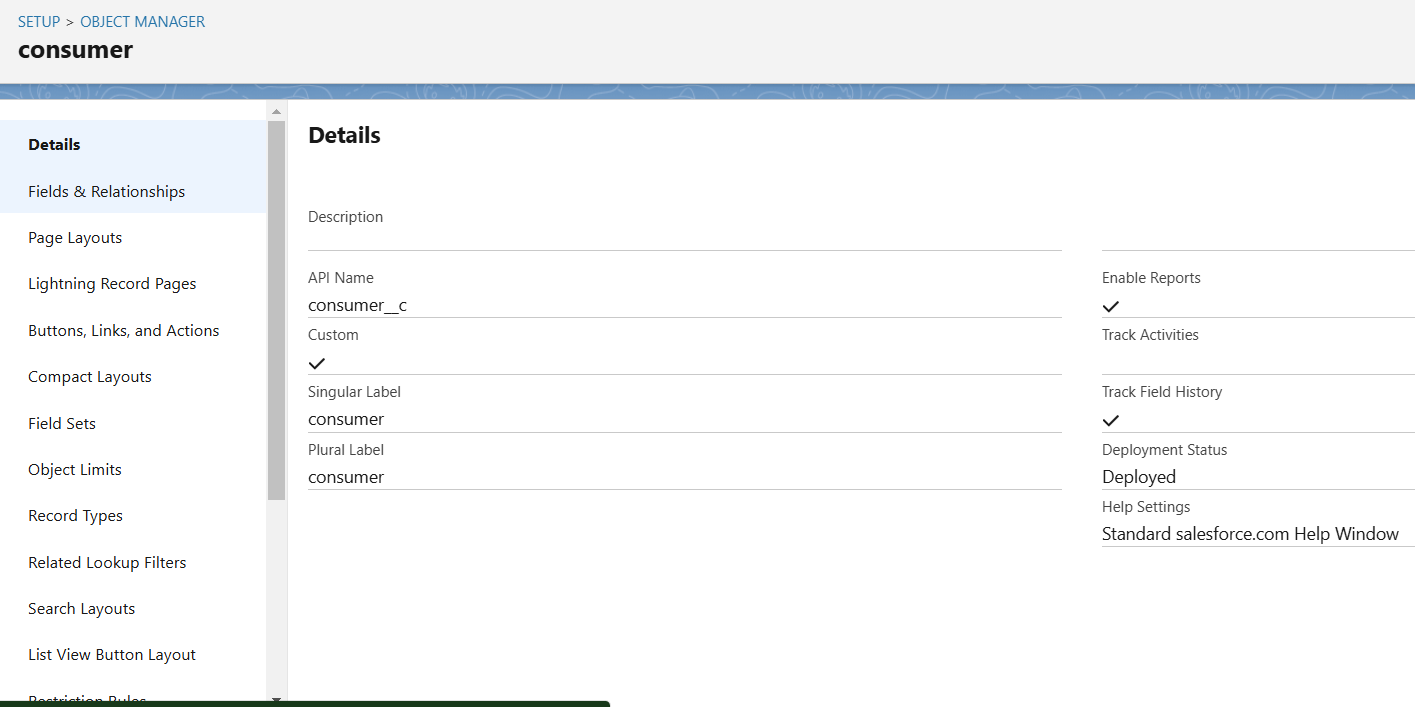 SETUP > OBJECT MANAGER
consumer
Details
Fields & Relationships
Page Layouts
Lightning Record Pages
Buttons, Links, and Actions
Compact Layouts
Field Sets
Object Limits
Record Types
Related Lookup Filters
Search Layouts
List View Button Layout
Restriction Rules
Details
Description
API Name
consumer__c
Custom
Singular Label
consumer
Plural Label
consumer
Enable Reports
Track Activities
Track Field History
Deployment Status
Deployed
Help Settings
Standard salesforce.com Help Window